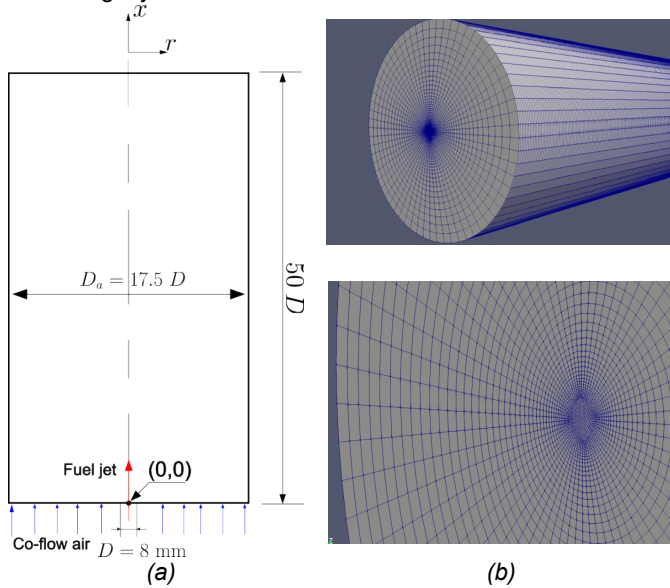 x
r
D_a = 17.5 D
50 D
Fuel jet
(0,0)
Co-flow air
D = 8 mm
(a)
(b)